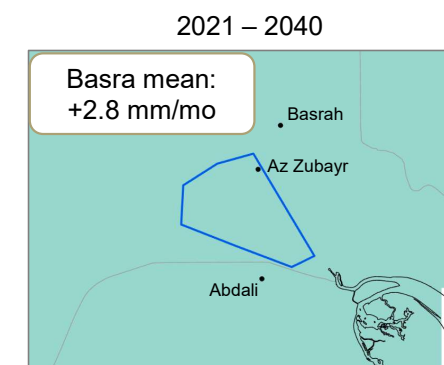 2021 – 2040
Basra mean:
+2.8 mm/mo
Basrah
Az Zubayr
Abdali